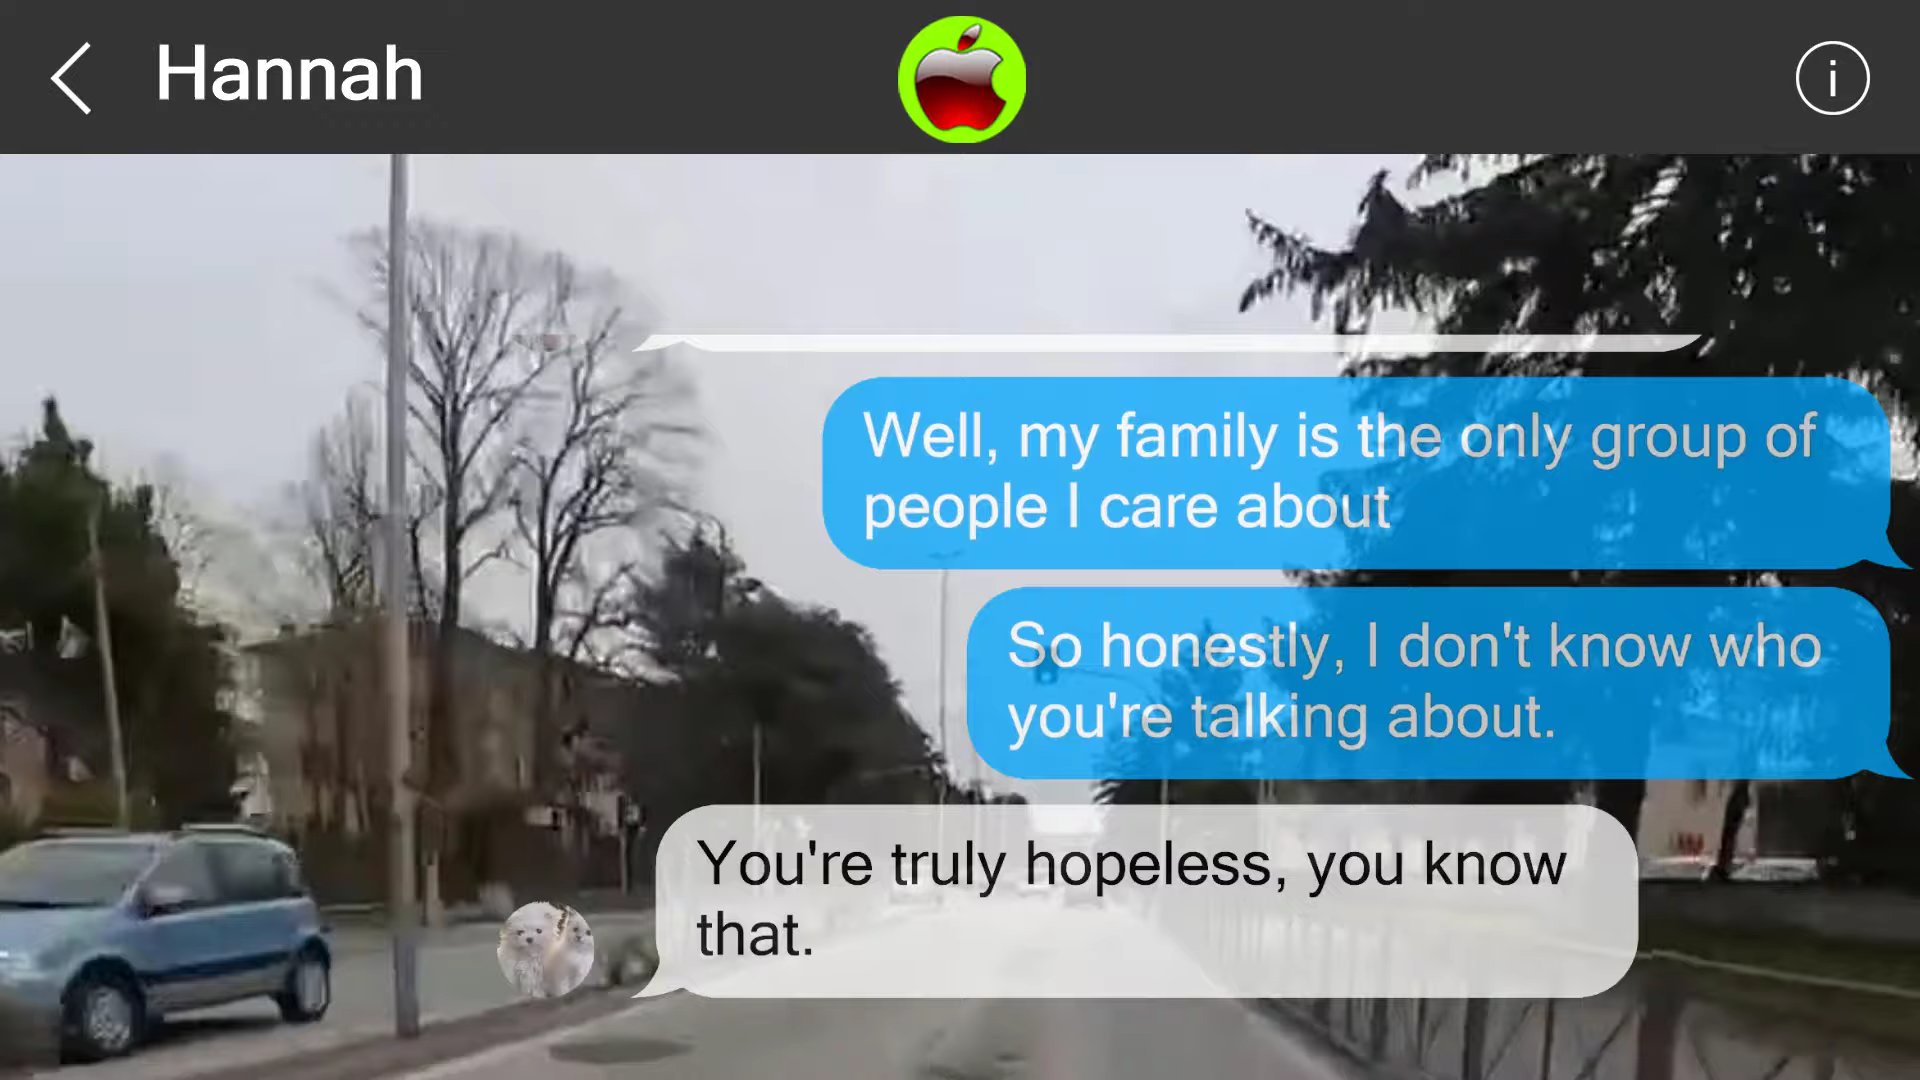 Hannah
Well, my family is the only group of
people I care about
So honestly, I don't know who
you're talking about.
You're truly hopeless, you know
that.